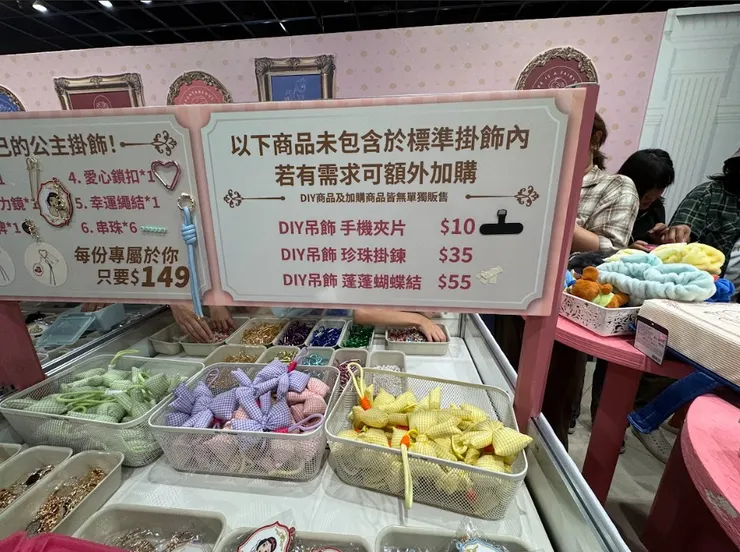 己的公主掛飾!
4. 愛心鎖扣*1
5. 幸運繩結*1
6. 串珠*6
每份專屬於你
只要$149
以下商品未包含於標準掛飾內
若有需求可額外加購
DIY商品及加購商品皆無單獨販售
DIY吊飾 手機夾片 $10
DIY吊飾 珍珠掛鍊 $35
DIY吊飾 蓬蓬蝴蝶結 $55